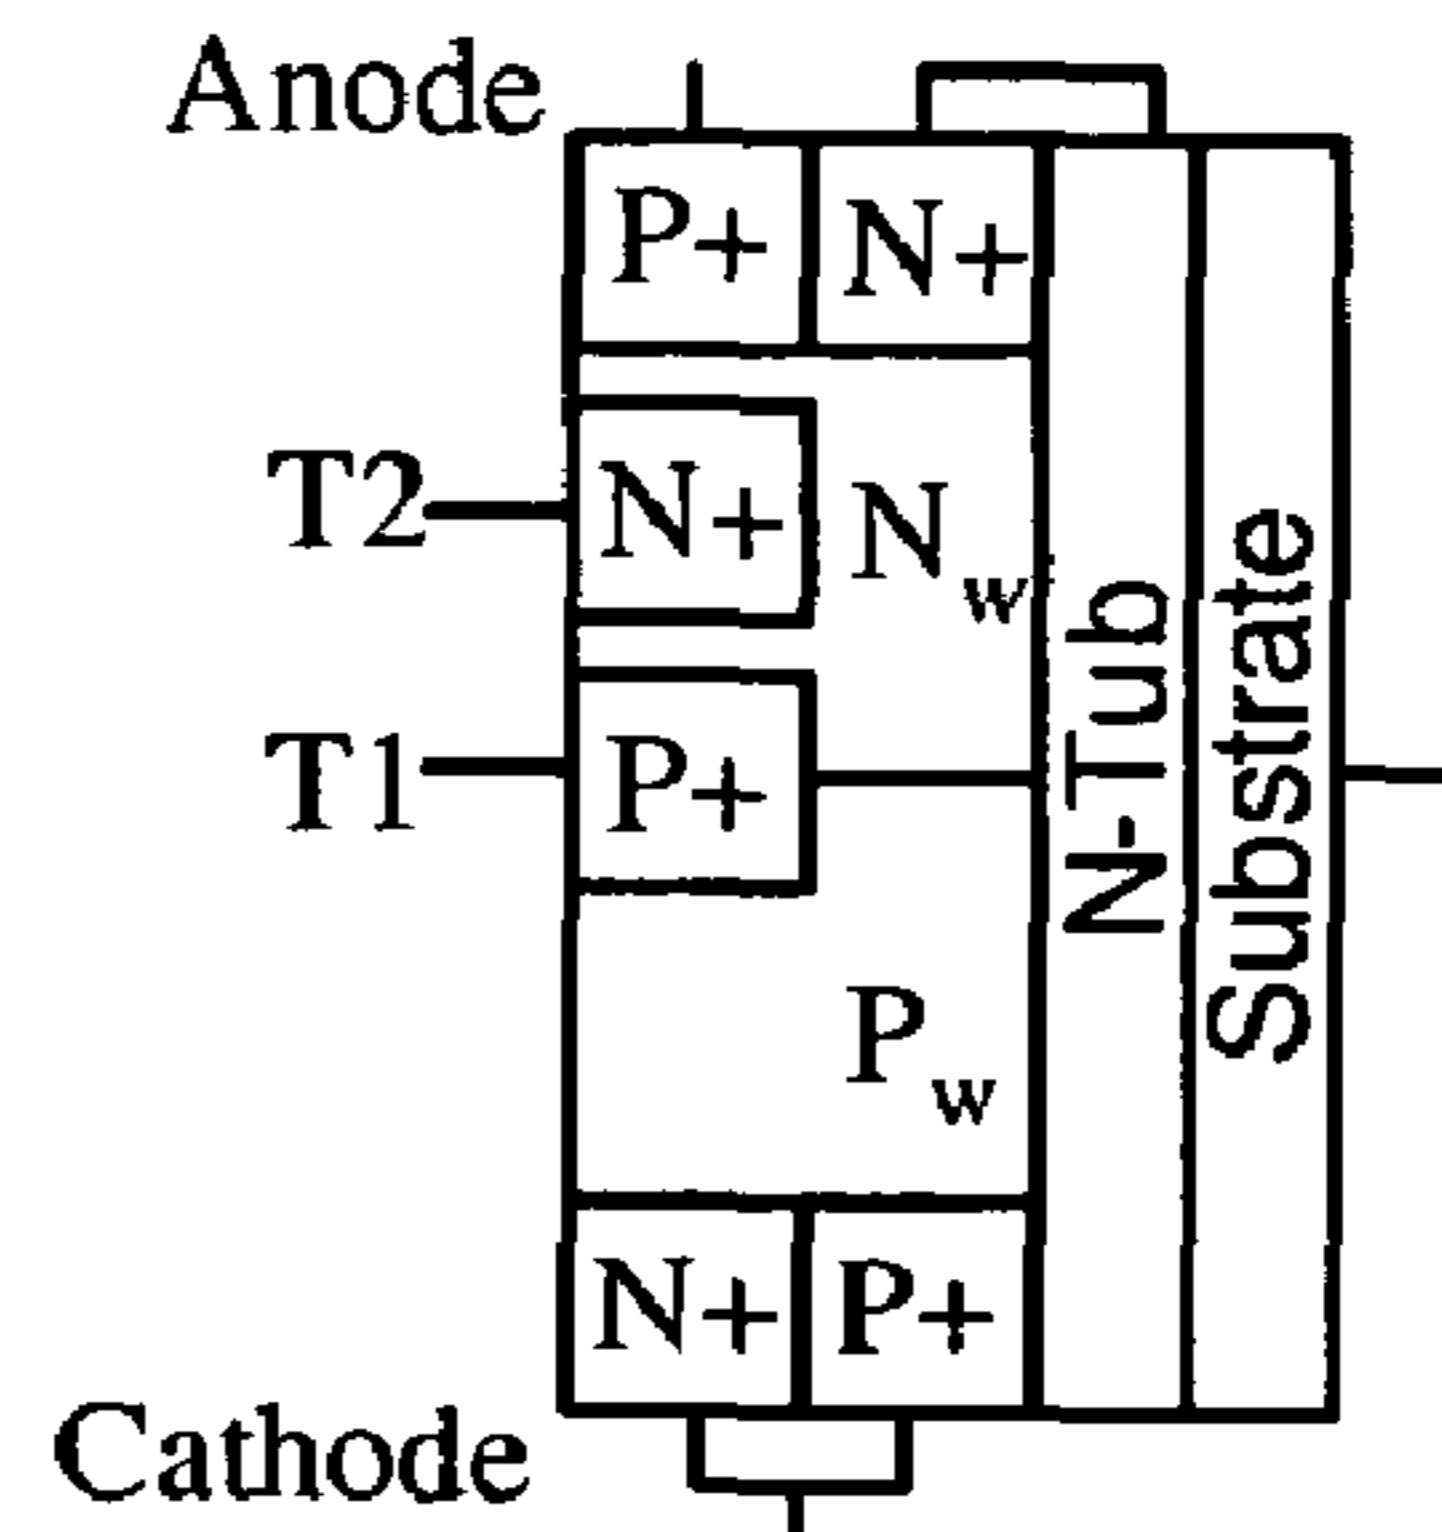 Anode
P+
N+
T2
N+
Nw
T1
P+
N-Tub
Substrate
Pw
N+
P+
Cathode